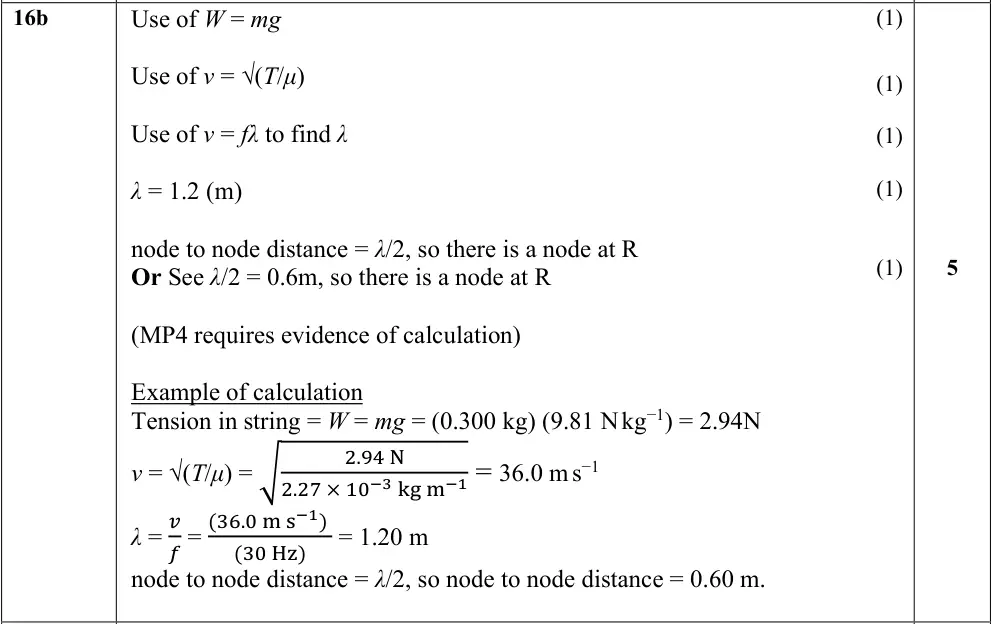 16b
Use of W = mg (1)
Use of v = √(T/μ) (1)
Use of v = fλ to find λ (1)
λ = 1.2 (m) (1)
node to node distance = λ/2, so there is a node at R
Or See λ/2 = 0.6m, so there is a node at R (1) 5
(MP4 requires evidence of calculation)
Example of calculation
Tension in string = W = mg = (0.300 kg) (9.81 N kg⁻¹) = 2.94N
v = √(T/μ) = √(2.94 N / 2.27 × 10⁻³ kg m⁻¹) = 36.0 m s⁻¹
λ = v/f = (36.0 m s⁻¹)/(30 Hz) = 1.20 m
node to node distance = λ/2, so node to node distance = 0.60 m.